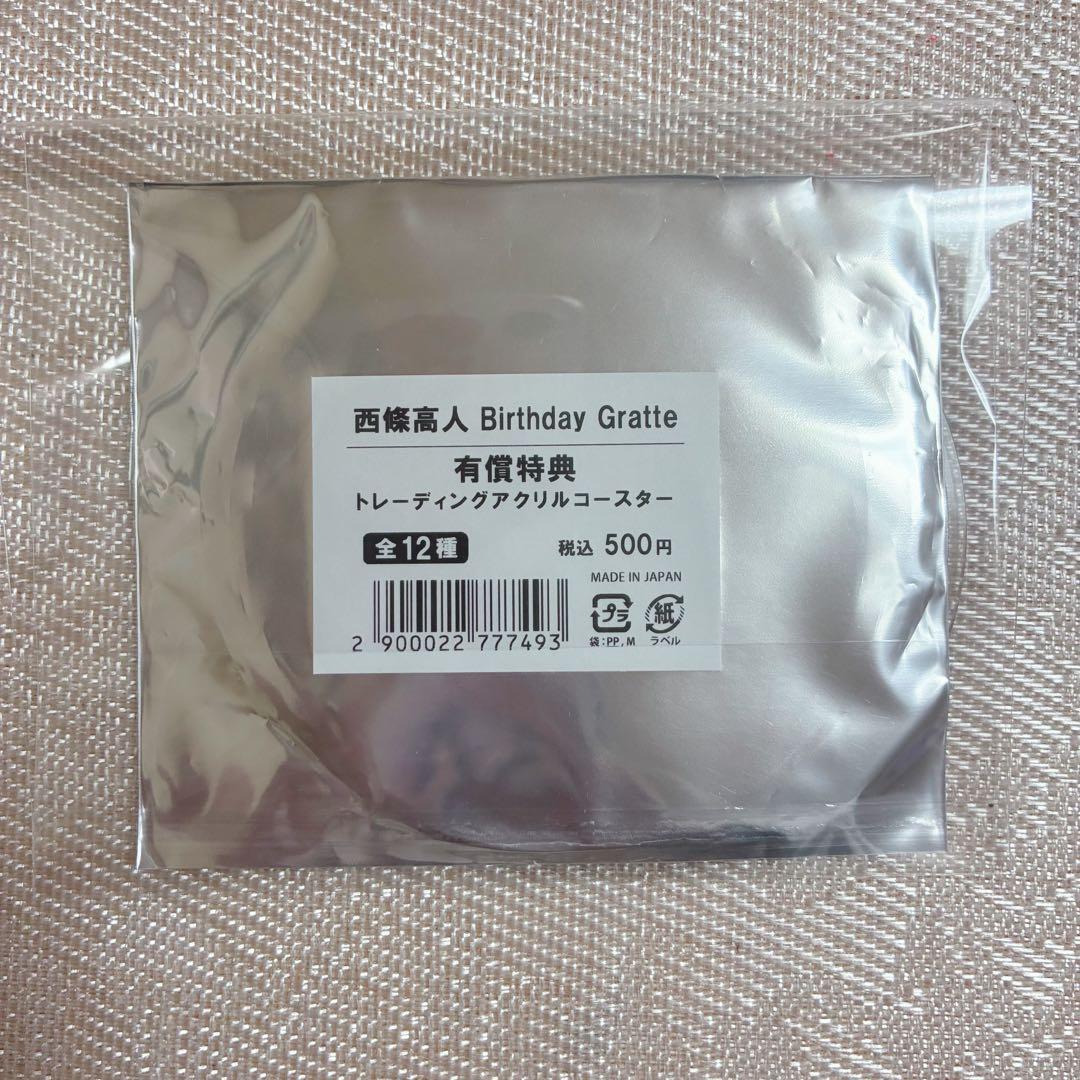 西條高人 Birthday Gratte
有償特典
トレーディングアクリルコースター
全12種
税込 500円
MADE IN JAPAN
プラ
紙
袋:PP,M
ラベル
2 900022 777493